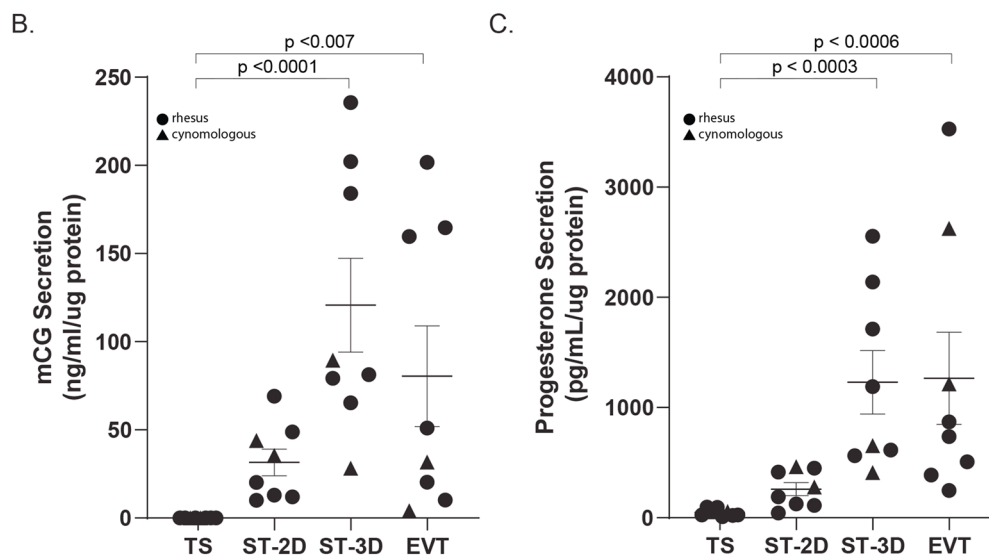 B.
p <0.007
p <0.0001
250
200
150
100
50
0
mCG Secretion
(ng/ml/ug protein)
rhesus
cynomologous
TS
ST-2D
ST-3D
EVT
C.
p < 0.0006
p < 0.0003
4000
3000
2000
1000
0
Progesterone Secretion
(pg/mL/ug protein)
rhesus
cynomologous
TS
ST-2D
ST-3D
EVT